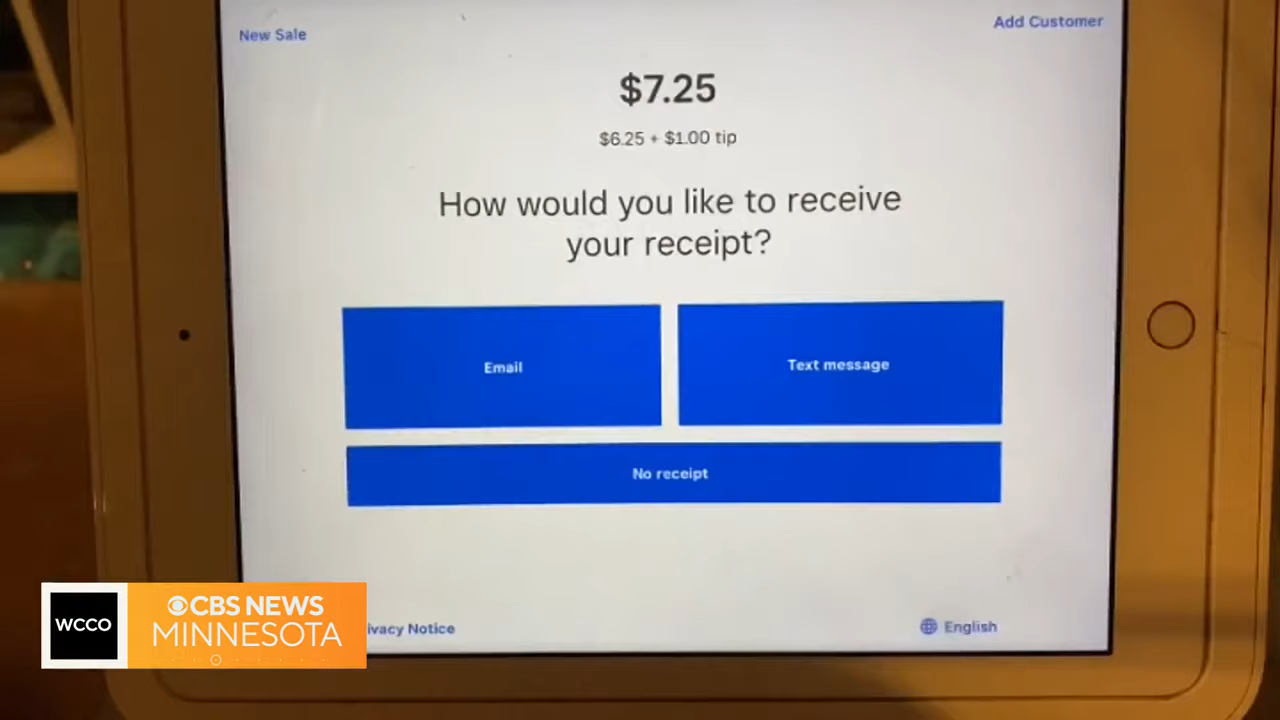 New Sale
Add Customer
$7.25
$6.25 + $1.00 tip
How would you like to receive
your receipt?
Email
Text message
No receipt
ivacy Notice
English
WCCO
CBS NEWS
MINNESOTA